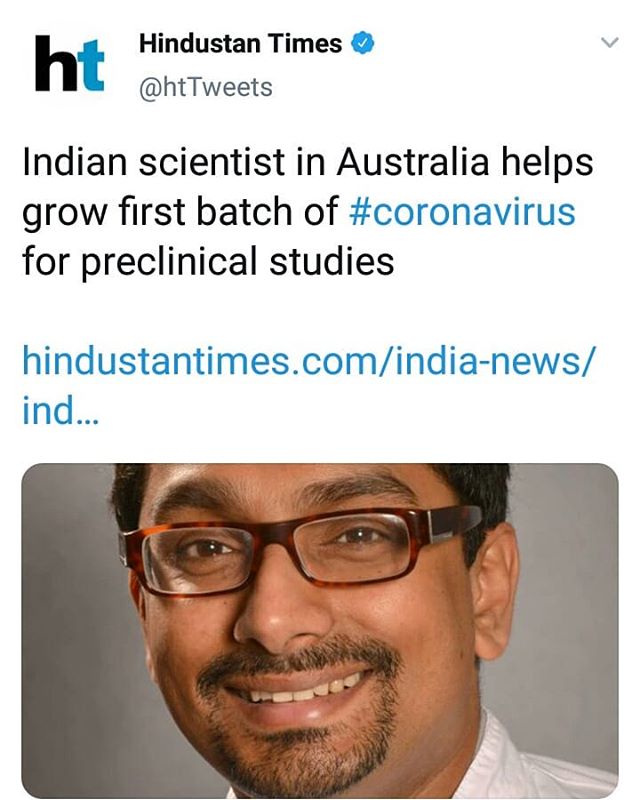 ht Hindustan Times
@htTweets
Indian scientist in Australia helps
grow first batch of #coronavirus
for preclinical studies
hindustantimes.com/india-news/
ind…